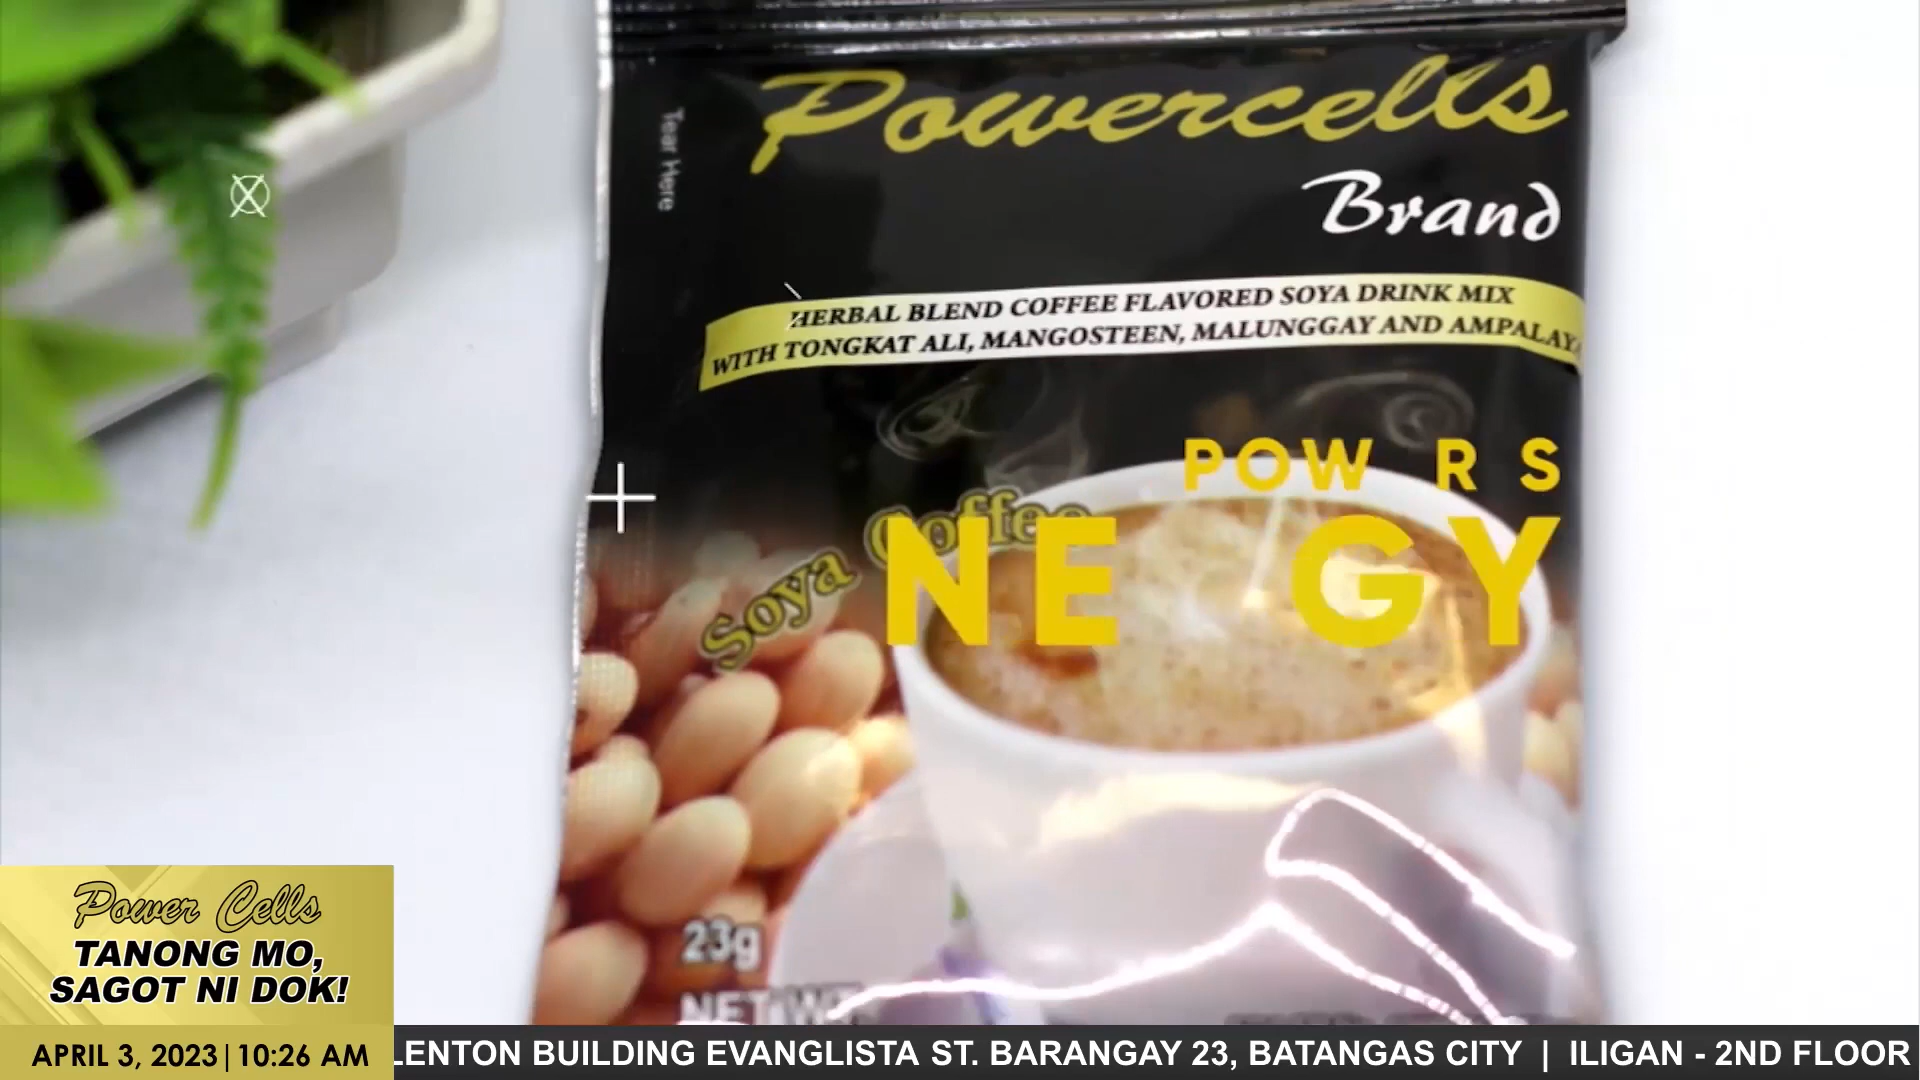 Powercells
Brand
Tear Here
HERBAL BLEND COFFEE FLAVORED SOYA DRINK MIX
WITH TONGKAT ALI, MANGOSTEEN, MALUNGGAY AND AMPALAYA
POW R S
NE GY
Soya Coffee
23g
NET WT
Power Cells
TANONG MO,
SAGOT NI DOK!
APRIL 3, 2023 | 10:26 AM
LENTON BUILDING EVANGLISTA ST. BARANGAY 23, BATANGAS CITY | ILIGAN - 2ND FLOOR